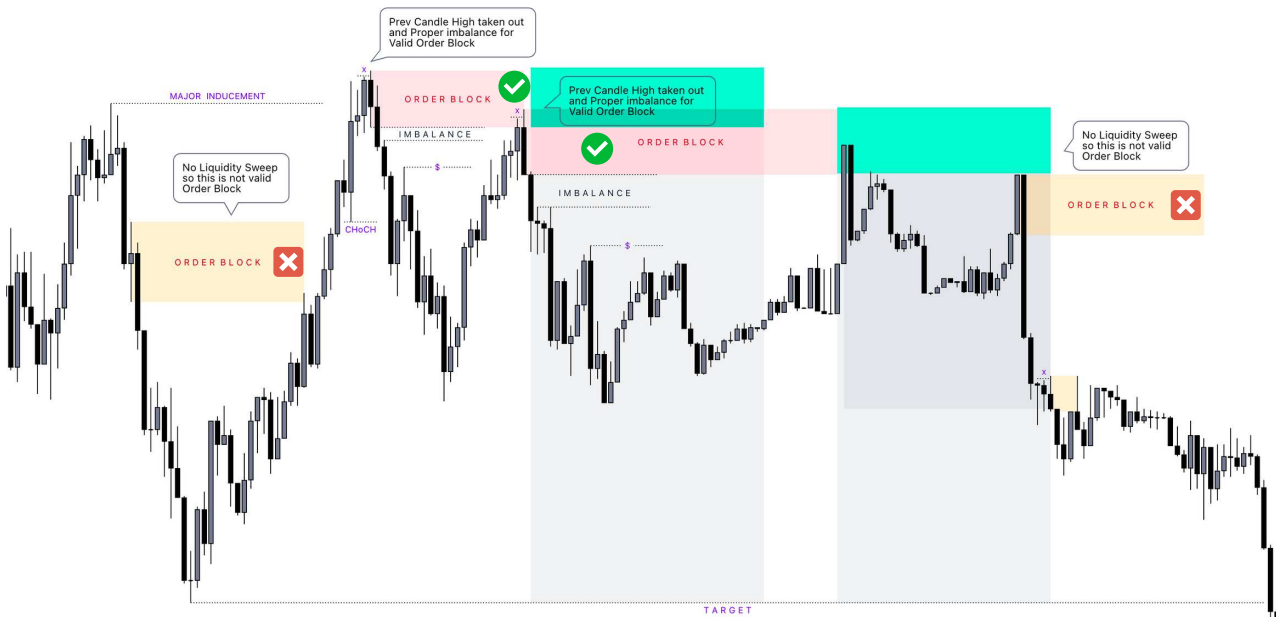 Prev Candle High taken out
and Proper imbalance for
Valid Order Block
x
MAJOR INDUCEMENT
ORDER BLOCK
x
Prev Candle High taken out
and Proper imbalance for
Valid Order Block
IMBALANCE
ORDER BLOCK
No Liquidity Sweep
so this is not valid
Order Block
No Liquidity Sweep
so this is not valid
Order Block
$
IMBALANCE
ORDER BLOCK
CHoCH
$
ORDER BLOCK
x
TARGET